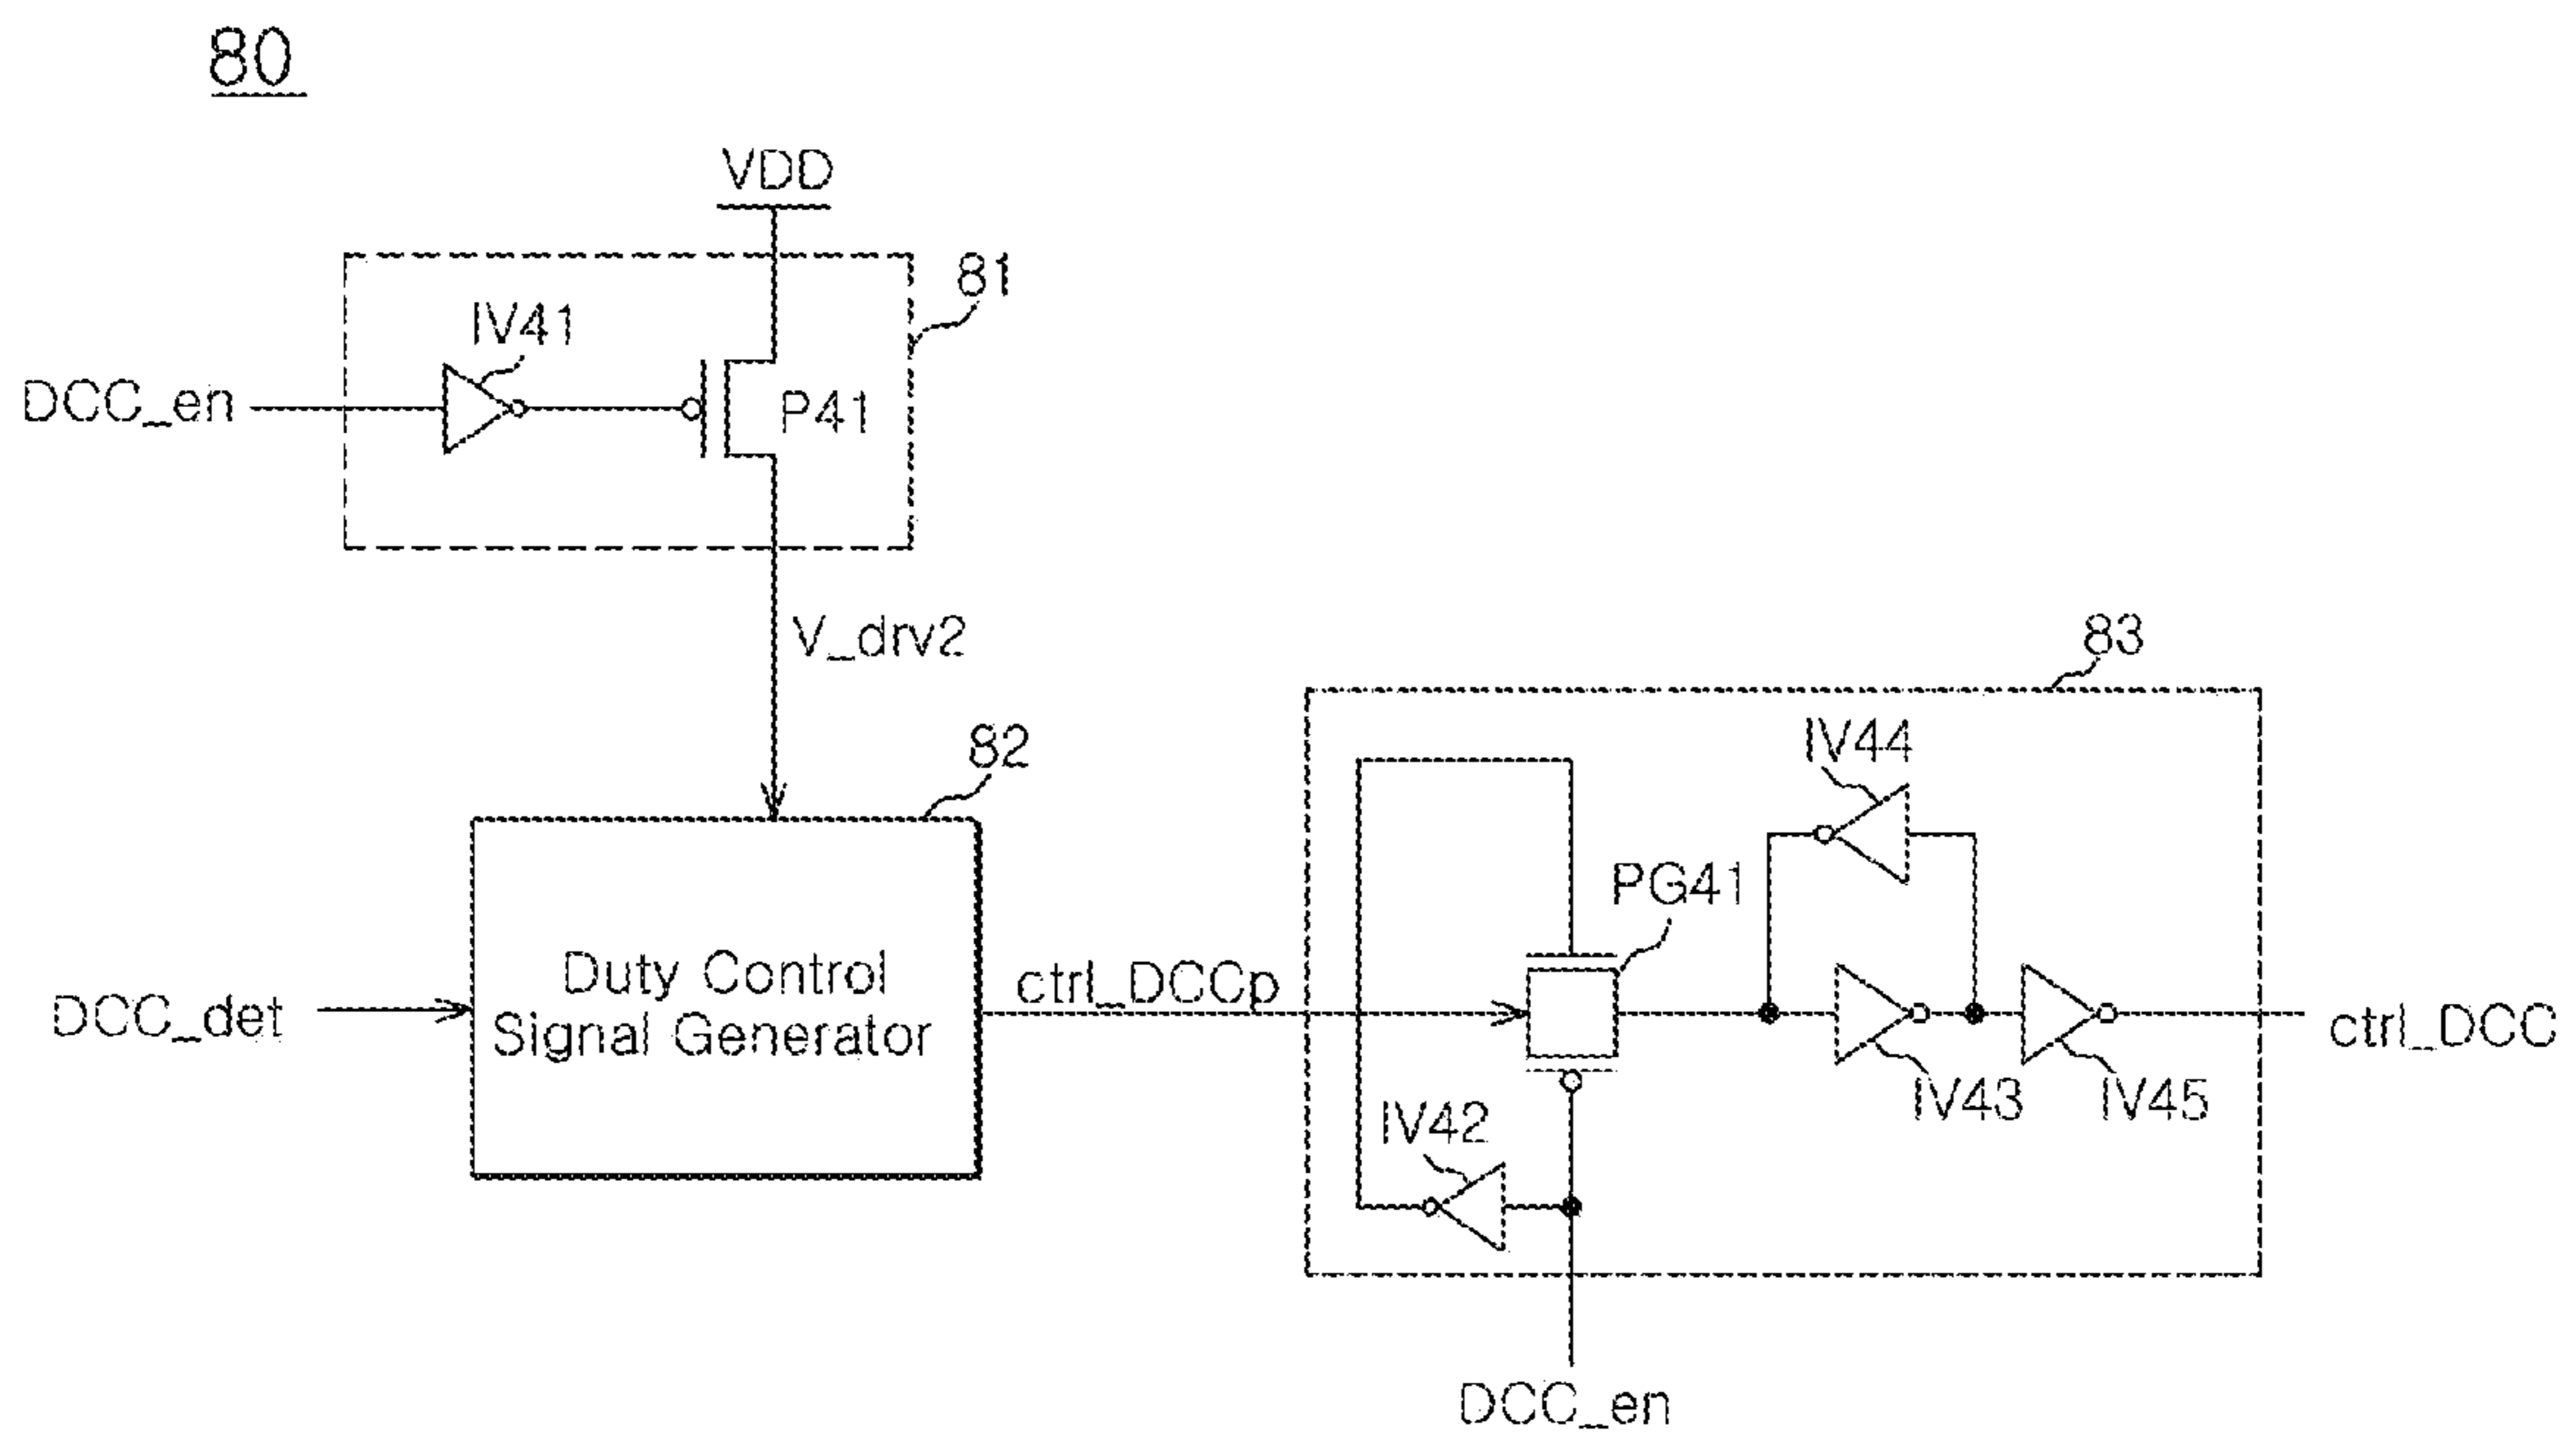 80
VDD
81
IV41
DCC_en
P41
V_drv2
83
82
IV44
PG41
Duty Control
Signal Generator
DCC_det
ctrl_DCCp
ctrl_DCC
IV43
IV45
IV42
DCC_en